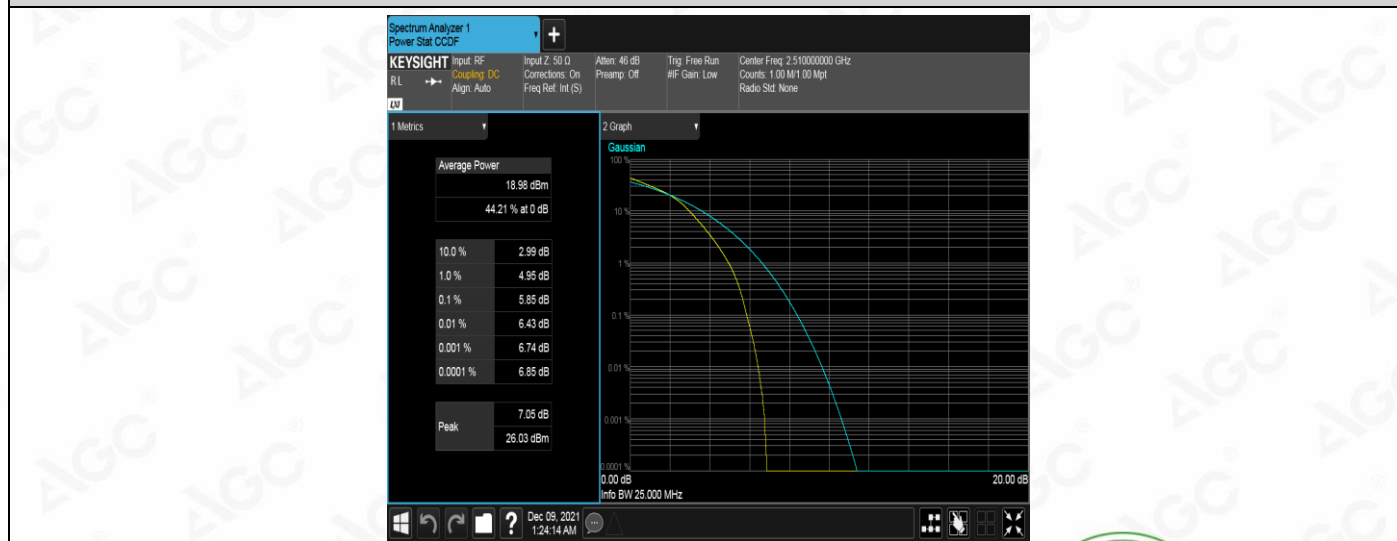 Spectrum Analyzer 1
Power Stat CCDF
+
KEYSIGHT
RL
LXI
Input: RF
Coupling: DC
Align: Auto
Input Z: 50 Ω
Corrections: On
Freq Ref: Int (S)
Atten: 46 dB
Preamp: Off
Trig: Free Run
#IF Gain: Low
Center Freq: 2.510000000 GHz
Counts: 1.00 M/1.00 Mpt
Radio Std: None
1 Metrics
Average Power
18.98 dBm
44.21 % at 0 dB
10.0 % 2.99 dB
1.0 % 4.95 dB
0.1 % 5.85 dB
0.01 % 6.43 dB
0.001 % 6.74 dB
0.0001 % 6.85 dB
Peak
7.05 dB
26.03 dBm
2 Graph
Gaussian
100 %
10 %
1 %
0.1 %
0.01 %
0.001 %
0.0001 %
0.00 dB 20.00 dB
Info BW 25.000 MHz
?
Dec 09, 2021
1:24:14 AM
AGC